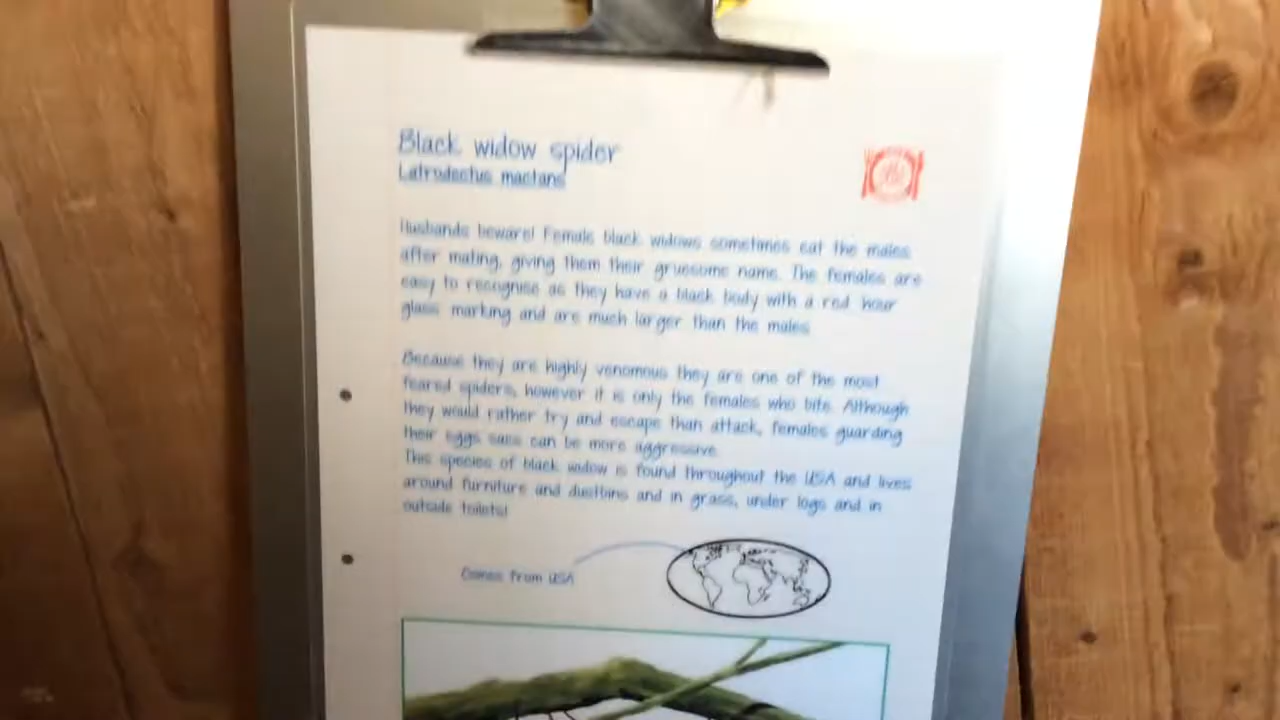 Black widow spider
Latrodectus mactans
Husbands beware! Female black widows sometimes eat the males
after mating, giving them their gruesome name. The females are
easy to recognise as they have a black body with a red hour
glass marking and are much larger than the males.
Because they are highly venomous they are one of the most
feared spiders, however it is only the females who bite. Although
they would rather try and escape than attack, females guarding
their eggs sacs can be more aggressive.
This species of black widow is found throughout the USA and lives
around furniture and dustbins and in grass, under logs and in
outside toilets!
Comes from USA